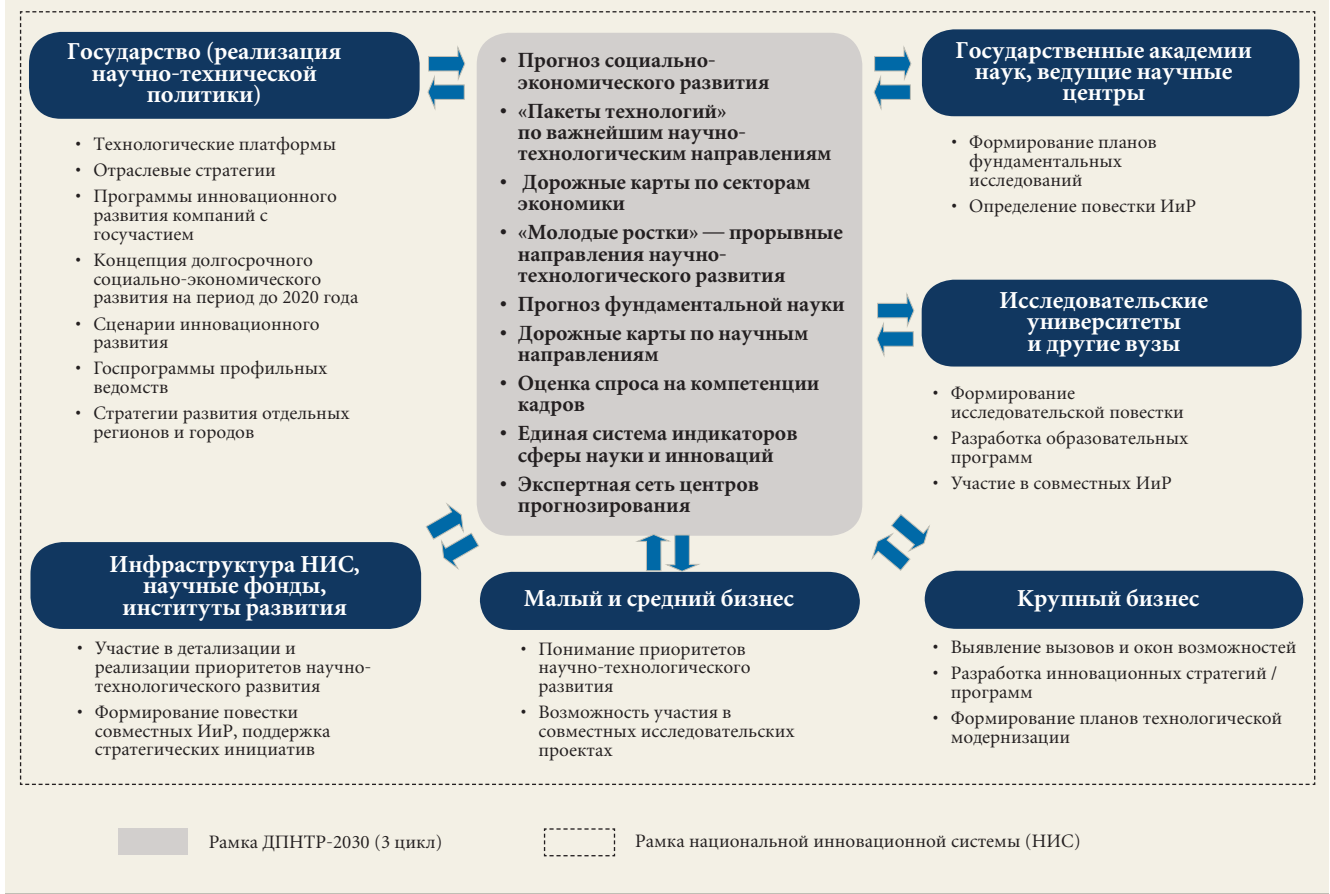 Государство (реализация
научно-технической
политики)
• Технологические платформы
• Отраслевые стратегии
• Программы инновационного
развития компаний с
госучастием
• Концепция долгосрочного
социально-экономического
развития на период до 2020 года
• Сценарии инновационного
развития
• Госпрограммы профильных
ведомств
• Стратегии развития отдельных
регионов и городов
• Прогноз социально-
экономического развития
• «Пакеты технологий»
по важнейшим научно-
технологическим направлениям
• Дорожные карты по секторам
экономики
• «Молодые ростки» — прорывные
направления научно-
технологического развития
• Прогноз фундаментальной науки
• Дорожные карты по научным
направлениям
• Оценка спроса на компетенции
кадров
• Единая система индикаторов
сферы науки и инноваций
• Экспертная сеть центров
прогнозирования
Государственные академии
наук, ведущие научные
центры
• Формирование планов
фундаментальных
исследований
• Определение повестки ИиР
Исследовательские
университеты
и другие вузы
• Формирование
исследовательской повестки
• Разработка образовательных
программ
• Участие в совместных ИиР
Инфраструктура НИС,
научные фонды,
институты развития
• Участие в детализации и
реализации приоритетов научно-
технологического развития
• Формирование повестки
совместных ИиР, поддержка
стратегических инициатив
Малый и средний бизнес
• Понимание приоритетов
научно-технологического
развития
• Возможность участия в
совместных исследовательских
проектах
Крупный бизнес
• Выявление вызовов и окон возможностей
• Разработка инновационных стратегий /
программ
• Формирование планов технологической
модернизации
Рамка ДПНТР-2030 (3 цикл)
Рамка национальной инновационной системы (НИС)